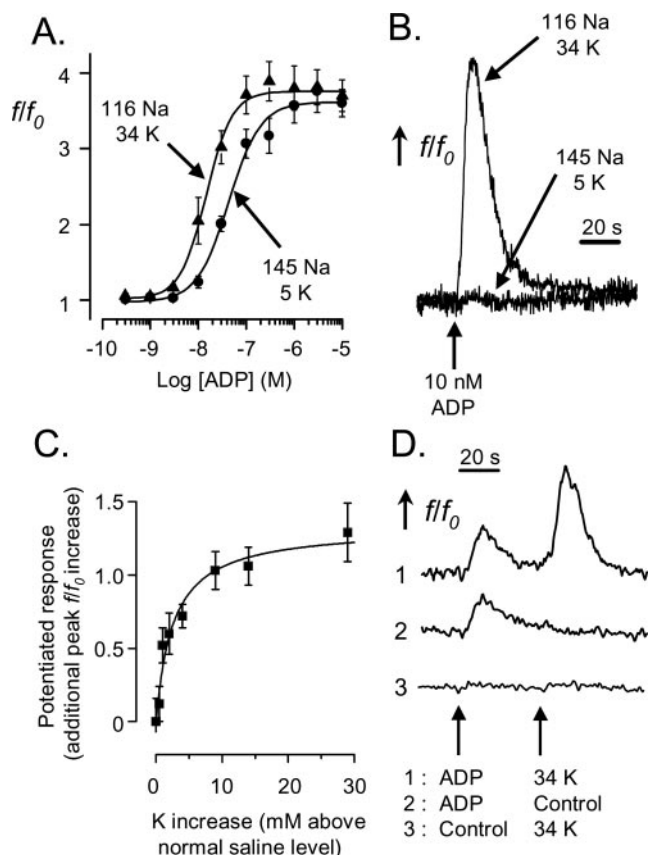 A.
f/f0
4
3
2
1
116 Na
34 K
145 Na
5 K
-10 -9 -8 -7 -6 -5
Log [ADP] (M)
B.
116 Na
34 K
f/f0
145 Na
5 K
20 s
10 nM
ADP
C.
Potentiated response
(additional peak f/f0 increase)
1.5
1.0
0.5
0
0 10 20 30
K increase (mM above
normal saline level)
D.
20 s
f/f0
1
2
3
1 : ADP 34 K
2 : ADP Control
3 : Control 34 K